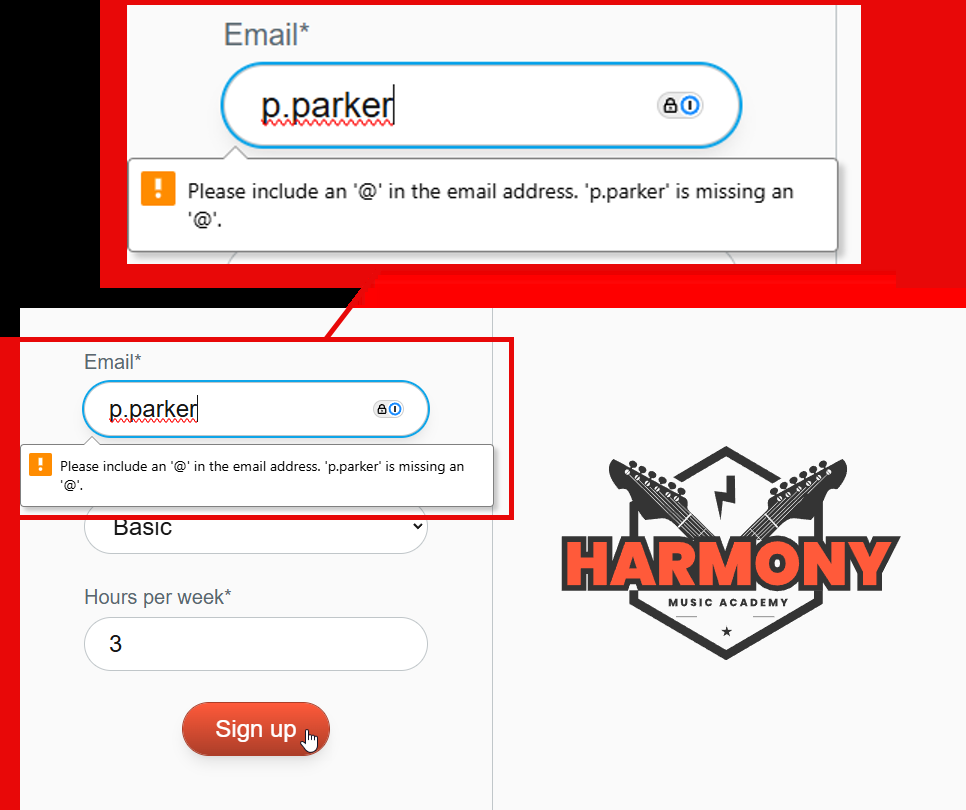 Email*
p.parker
Please include an '@' in the email address. 'p.parker' is missing an
'@'.
Email*
p.parker
Please include an '@' in the email address. 'p.parker' is missing an
'@'.
Basic
Hours per week*
3
Sign up
HARMONY
MUSIC ACADEMY